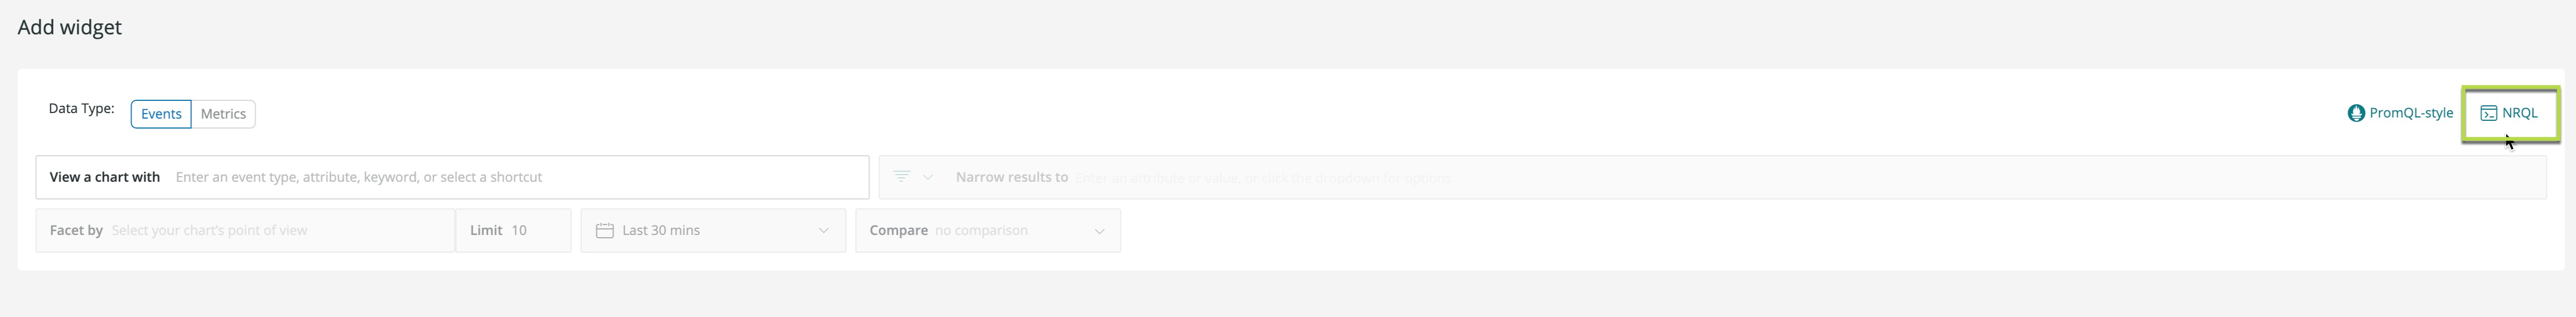 Add widget
Data Type: Events Metrics PromQL-style NRQL
View a chart with Enter an event type, attribute, keyword, or select a shortcut Narrow results to Enter an attribute or value, or click the dropdown for options
Facet by Select your chart's point of view Limit 10 Last 30 mins Compare no comparison